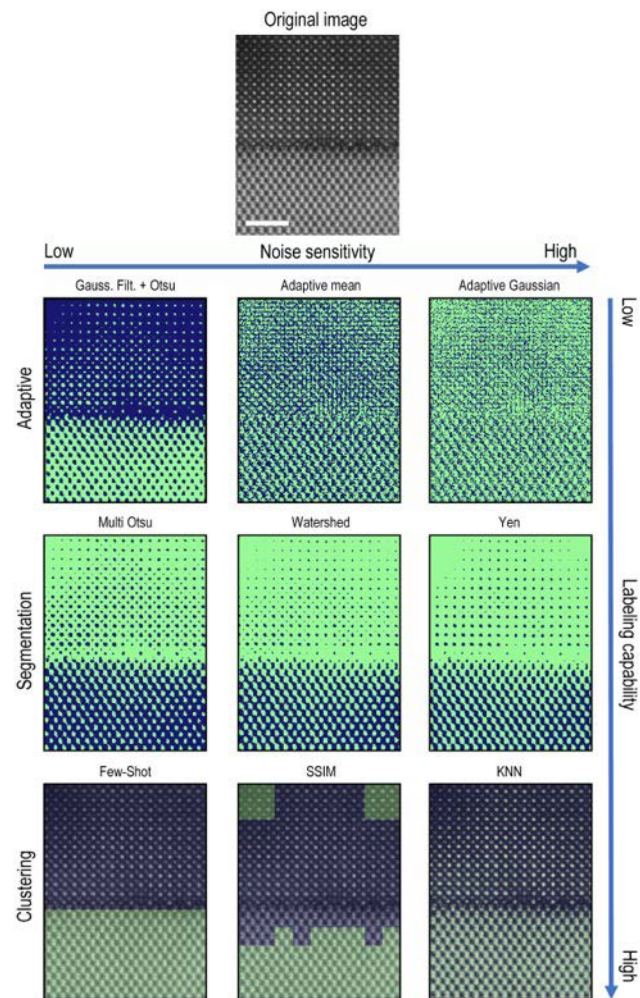 Original image
Low Noise sensitivity High
Gauss. Filt. + Otsu Adaptive mean Adaptive Gaussian
Low
Adaptive
Multi Otsu Watershed Yen
Segmentation
Labeling capability
Few-Shot SSIM KNN
Clustering
High